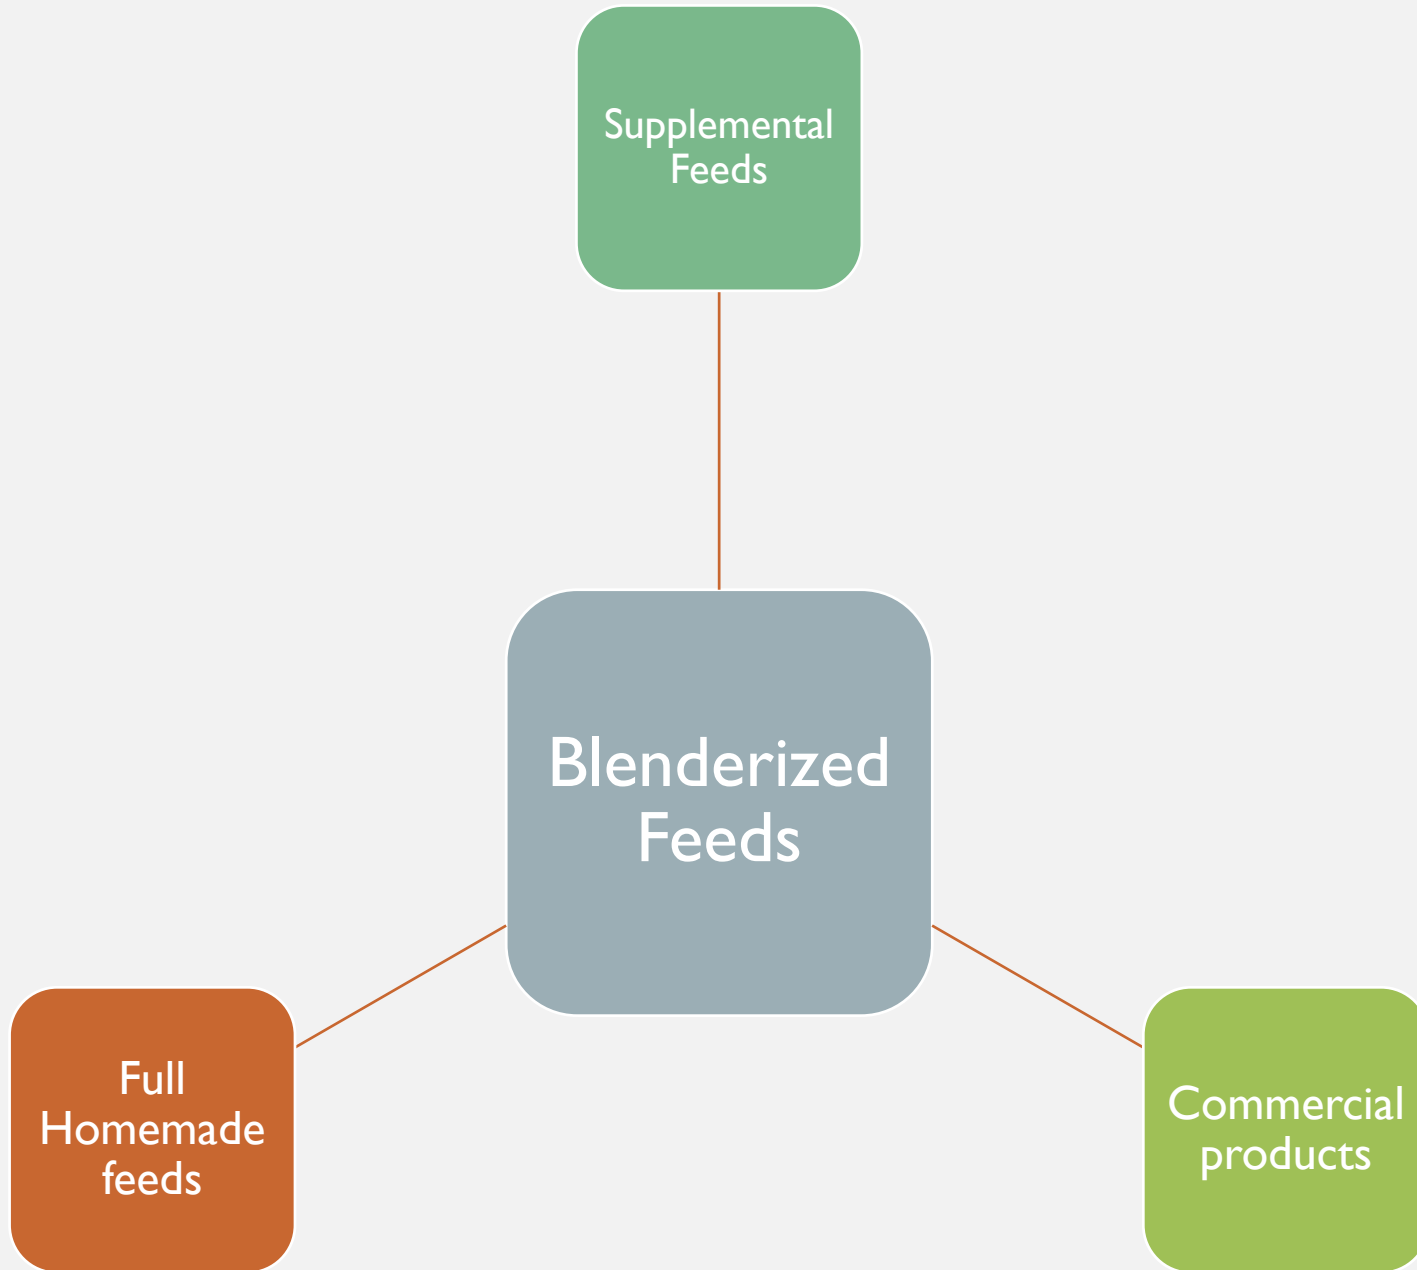 Supplemental
Feeds
Blenderized
Feeds
Full
Homemade
feeds
Commercial
products